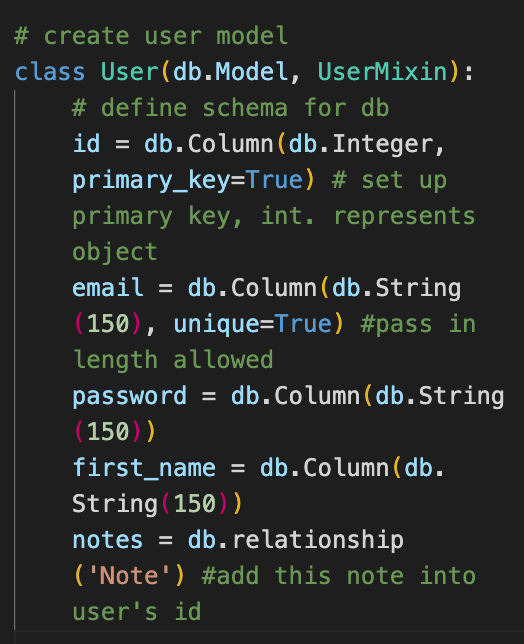 # create user model
class User(db.Model, UserMixin):
# define schema for db
id = db.Column(db.Integer,
primary_key=True) # set up
primary key, int. represents
object
email = db.Column(db.String
(150), unique=True) #pass in
length allowed
password = db.Column(db.String
(150))
first_name = db.Column(db.
String(150))
notes = db.relationship
('Note') #add this note into
user's id